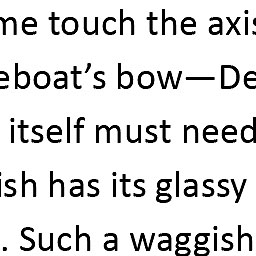 me touch the axis
eboat’s bow—De
itself must need
ish has its glassy
. Such a waggish